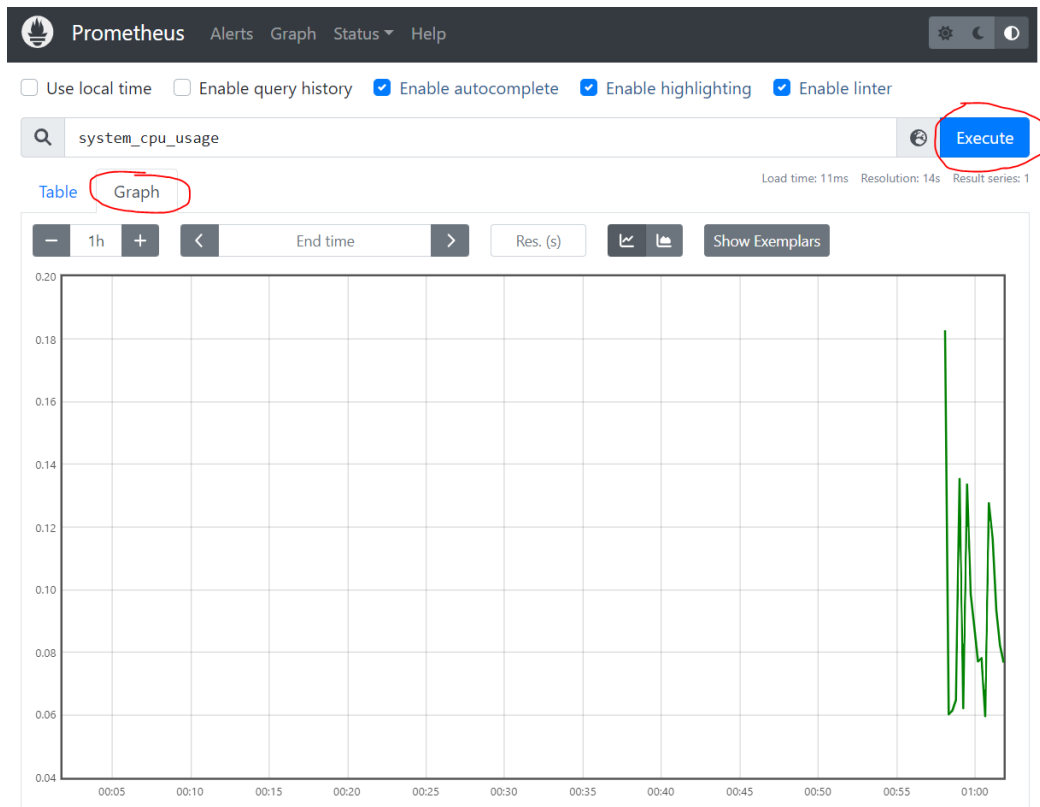 Prometheus Alerts Graph Status Help
Use local time Enable query history Enable autocomplete Enable highlighting Enable linter
system_cpu_usage Execute
Load time: 11ms Resolution: 14s Result series: 1
Table Graph
− 1h + < End time > Res. (s) Show Exemplars
0.20
0.18
0.16
0.14
0.12
0.10
0.08
0.06
0.04
00:05 00:10 00:15 00:20 00:25 00:30 00:35 00:40 00:45 00:50 00:55 01:00